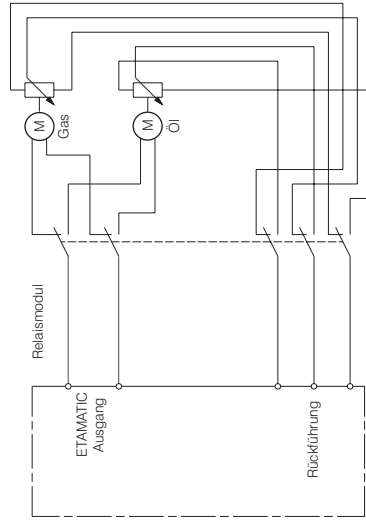 M
Gas
M
Öl
Relaismodul
ETAMATIC
Ausgang
Rückführung